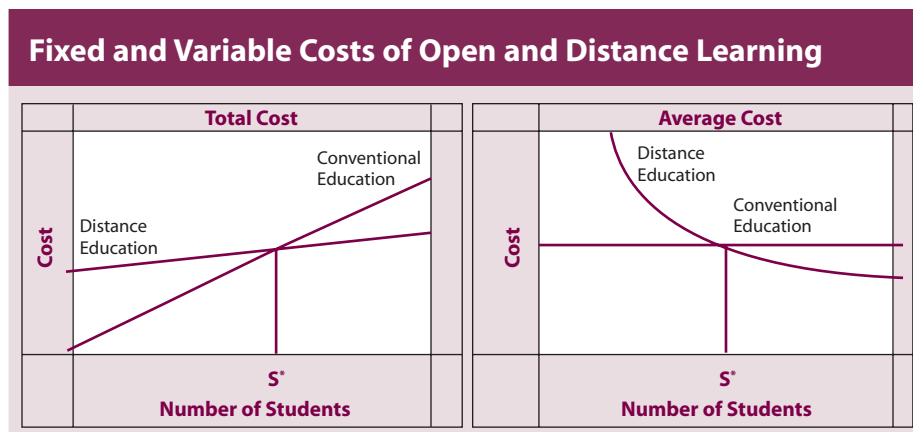 Fixed and Variable Costs of Open and Distance Learning
Total Cost
Conventional
Education
Distance
Education
Cost
S*
Number of Students
Average Cost
Distance
Education
Conventional
Education
Cost
S*
Number of Students